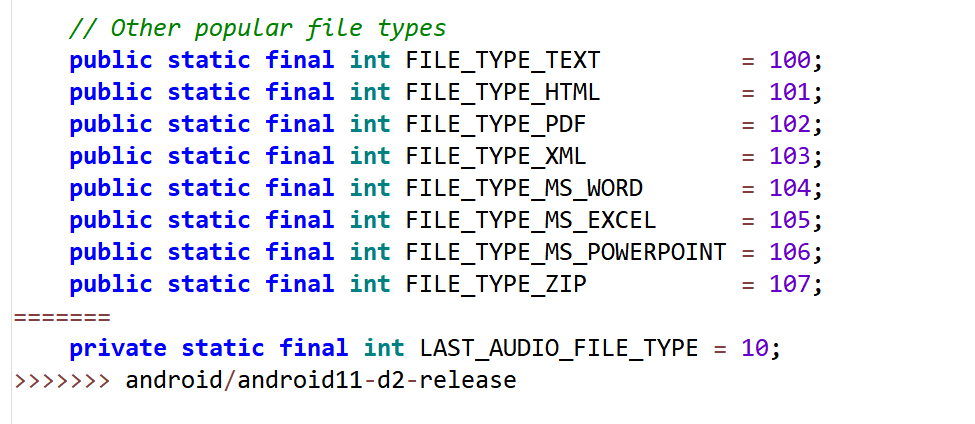 // Other popular file types
public static final int FILE_TYPE_TEXT          = 100;
public static final int FILE_TYPE_HTML          = 101;
public static final int FILE_TYPE_PDF           = 102;
public static final int FILE_TYPE_XML           = 103;
public static final int FILE_TYPE_MS_WORD       = 104;
public static final int FILE_TYPE_MS_EXCEL      = 105;
public static final int FILE_TYPE_MS_POWERPOINT = 106;
public static final int FILE_TYPE_ZIP           = 107;
=======
private static final int LAST_AUDIO_FILE_TYPE = 10;
>>>>>>> android/android11-d2-release